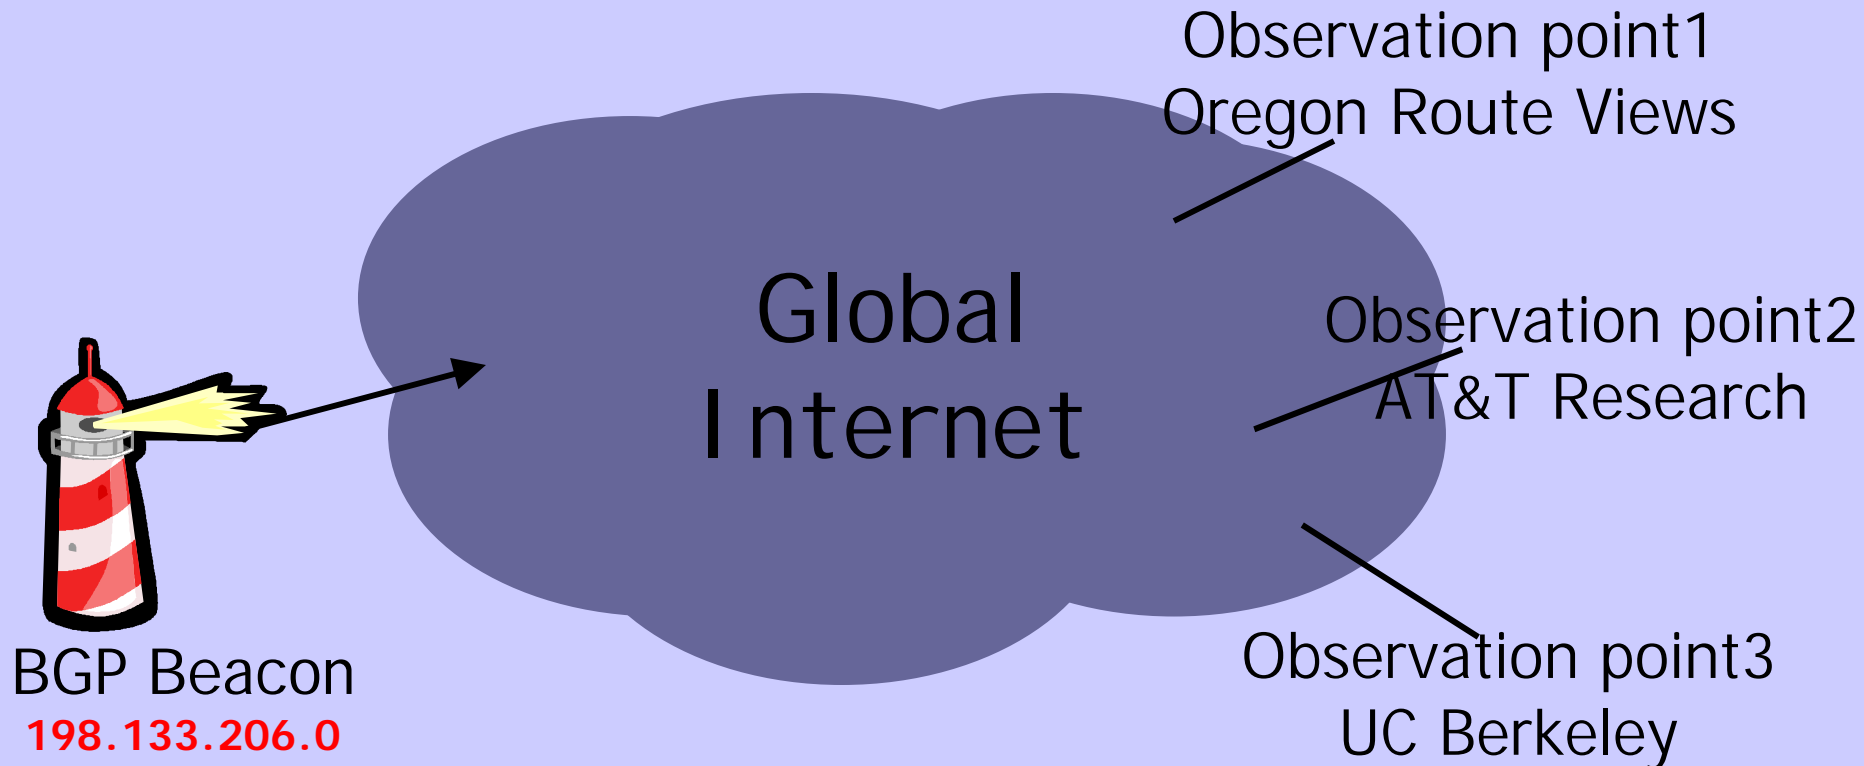 Observation point1
Oregon Route Views
Global
Internet
Observation point2
AT&T Research
BGP Beacon
198.133.206.0
Observation point3
UC Berkeley